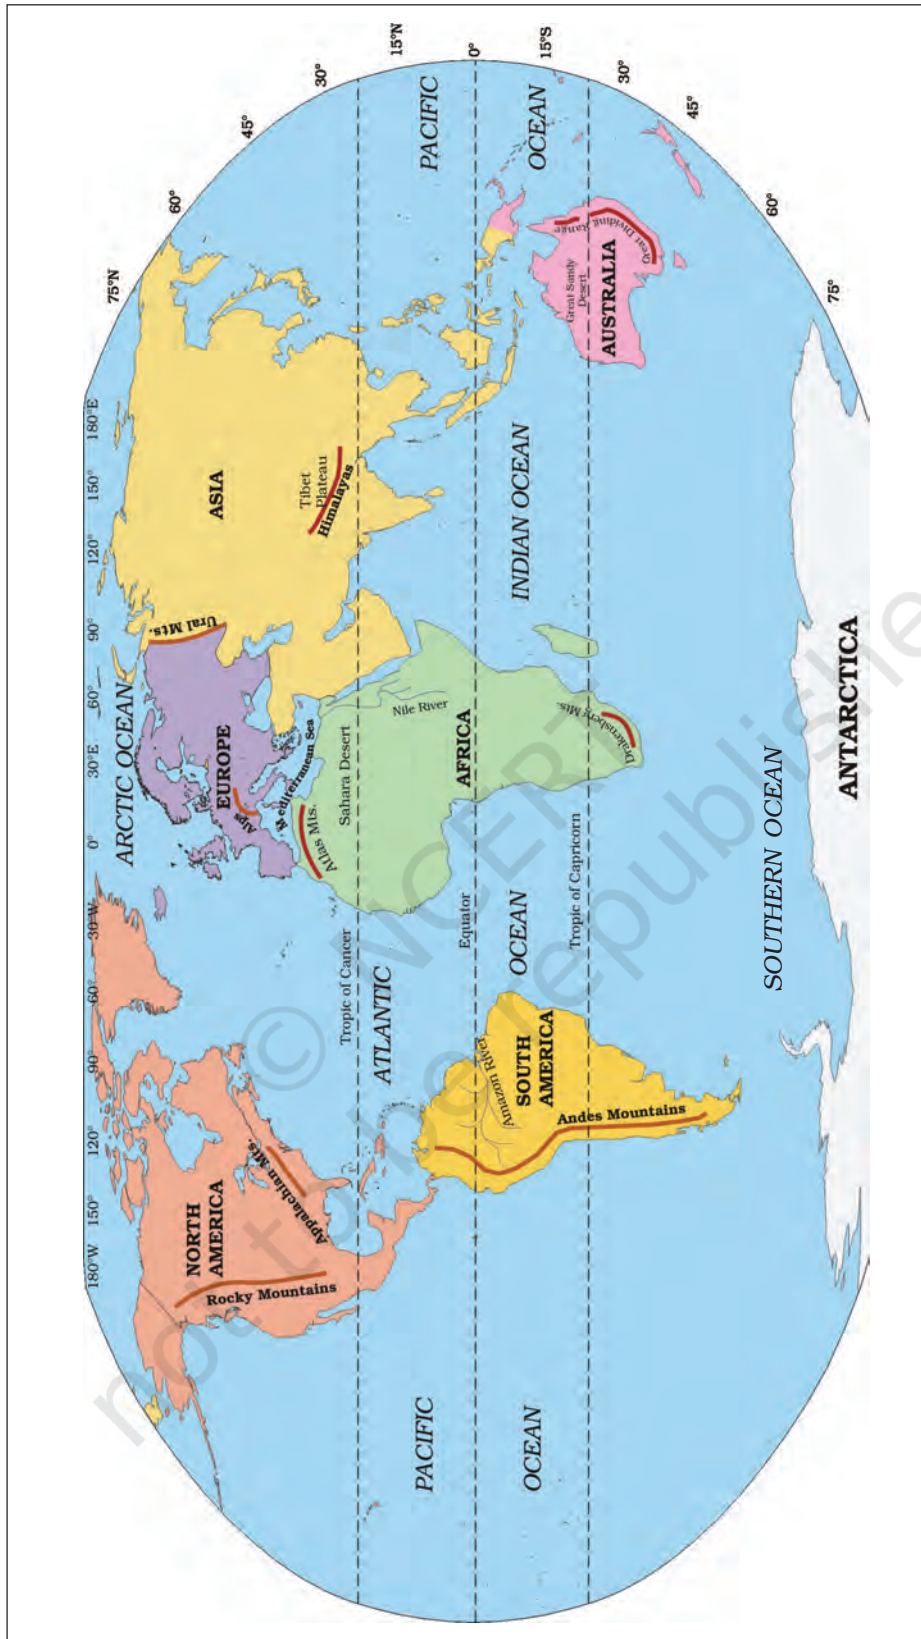 75°N
60°
45°
30°
15°N
0°
15°S
30°
45°
60°
75°
180°W
150°
120°
90°
60°
30°W
0°
30°E
60°
90°
120°
150°
180°E
ARCTIC OCEAN
NORTH
AMERICA
Rocky Mountains
Appalachian Mts.
EUROPE
Alps
Ural Mts.
Mediterranean Sea
ASIA
Tibet
Plateau
Himalayas
Atlas Mts.
Sahara Desert
Nile River
AFRICA
Drakensberg Mts.
Tropic of Cancer
Equator
Tropic of Capricorn
PACIFIC
OCEAN
ATLANTIC
OCEAN
INDIAN OCEAN
PACIFIC
OCEAN
Amazon River
SOUTH
AMERICA
Andes Mountains
Great Sandy
Desert
AUSTRALIA
Great Dividing
Range
SOUTHERN OCEAN
ANTARCTICA
© NCERT
not to be republishe